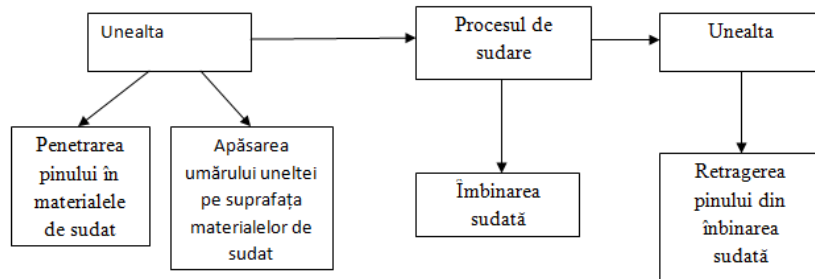 Unealta
Procesul de
sudare
Unealta
Penetrarea
pinului în
materialele
de sudat
Apăsarea
umărului uneltei
pe suprafața
materialelor de
sudat
Îmbinarea
sudată
Retragerea
pinului din
înbinarea
sudată